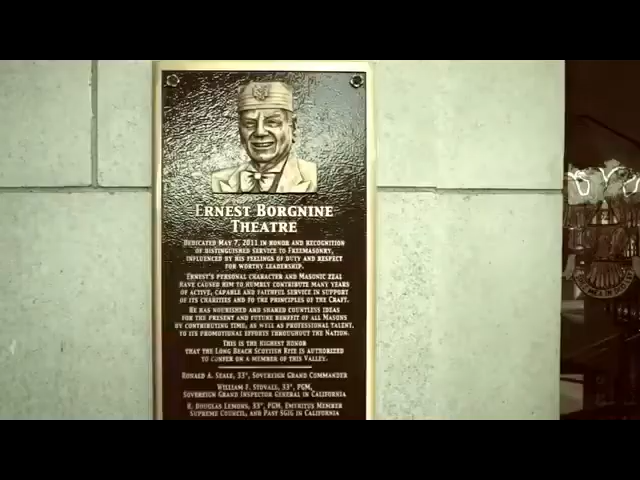 Ernest Borgnine
Theatre
Dedicated May 7, 2011 in honor and recognition
of distinguished service to Freemasonry,
influenced by his feelings of duty and respect
for worthy leadership.
Ernest's personal character and Masonic zeal
have caused him to humbly contribute many years
of active, capable and faithful service in support
of its charities and to the principles of the Craft.
He has nourished and shared countless ideas
for the present and future benefit of all Masons
by contributing time, as well as professional talent,
to its promotional efforts throughout the Nation.
This is the highest honor
that the Long Beach Scottish Rite is authorized
to confer on a member of this Valley.
Ronald A. Seale, 33°, Sovereign Grand Commander
William F. Stovall, 33°, PGM,
Sovereign Grand Inspector General in California
H. Douglas Lemons, 33°, PGM, Emeritus Member
Supreme Council, and Past SGIG in California